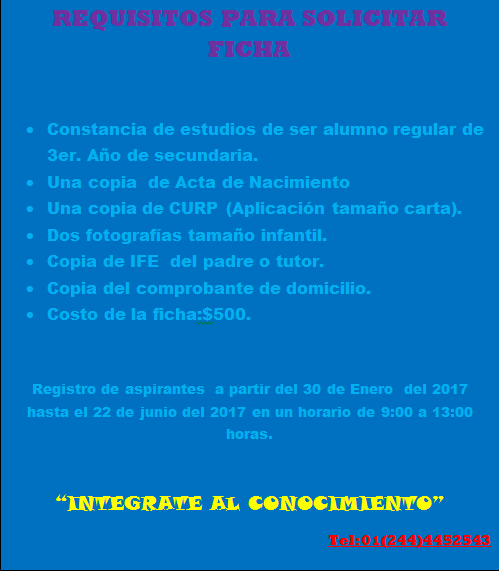 REQUISITOS PARA SOLICITAR
FICHA
• Constancia de estudios de ser alumno regular de
3er. Año de secundaria.
• Una copia de Acta de Nacimiento
• Una copia de CURP (Aplicación tamaño carta).
• Dos fotografías tamaño infantil.
• Copia de IFE del padre o tutor.
• Copia del comprobante de domicilio.
• Costo de la ficha:$500.
Registro de aspirantes a partir del 30 de Enero del 2017
hasta el 22 de junio del 2017 en un horario de 9:00 a 13:00
horas.
“INTEGRATE AL CONOCIMIENTO”
Tel:01(244)4452543